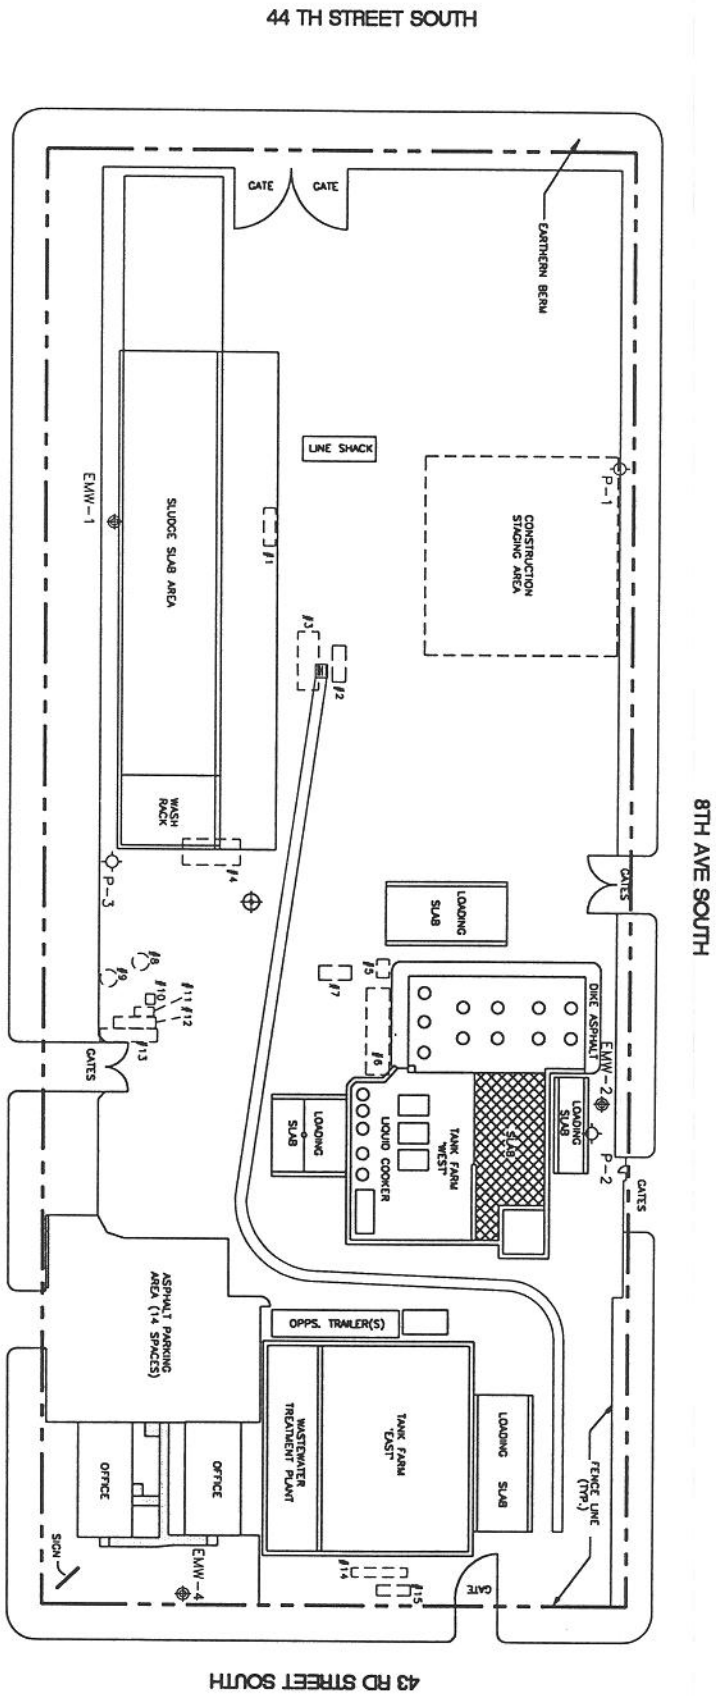 44 TH STREET SOUTH
GATE
GATE
EARTHERN BERM
LINE SHACK
P-1
EMW-1
SLUDGE SLAB AREA
CONSTRUCTION
STAGING AREA
#1
#3
#2
8TH AVE SOUTH
WASH
RACK
#4
P-3
GATES
LOADING
SLAB
#8
#9
#10
#11
#12
#13
#7
#5
#6
DIKE ASPHALT
EMW-2
GATES
LOADING
SLAB
LIQUID COOKER
TANK FARM
"WEST"
SLAB
LOADING
SLAB
P-2
GATES
ASPHALT PARKING
AREA (14 SPACES)
OPPS. TRAILER(S)
WASTEWATER
TREATMENT PLANT
TANK FARM
"EAST"
LOADING SLAB
FENCE LINE
(TYP.)
OFFICE
OFFICE
SIGN
EMW-4
#14
#15
GATE
43 RD STREET SOUTH